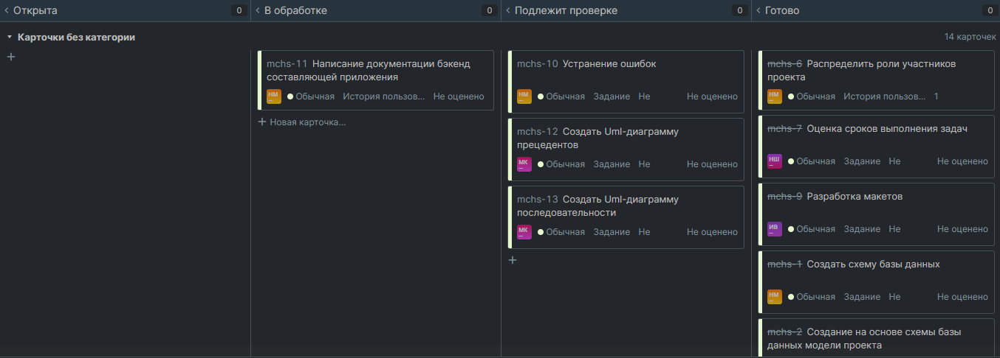 Открыта 0
В обработке 0
Подлежит проверке 0
Готово 0
Карточки без категории
14 карточек
mchs-11 Написание документации бэкенд
составляющей приложения
НМ Обычная История пользов... Не оценено
Новая карточка...
mchs-10 Устранение ошибок
НМ Обычная Задание Не Не оценено
mchs-12 Создать Uml-диаграмму
прецедентов
МК Обычная Задание Не Не оценено
mchs-13 Создать Uml-диаграмму
последовательности
МК Обычная Задание Не Не оценено
mchs-6 Распределить роли участников
проекта
НМ Обычная История пользов... 1
mchs-7 Оценка сроков выполнения задач
НШ Обычная Задание Не Не оценено
mchs-9 Разработка макетов
ИВ Обычная Задание Не Не оценено
mchs-1 Создать схему базы данных
НМ Обычная Задание Не Не оценено
mchs-2 Создание на основе схемы базы
данных модели проекта